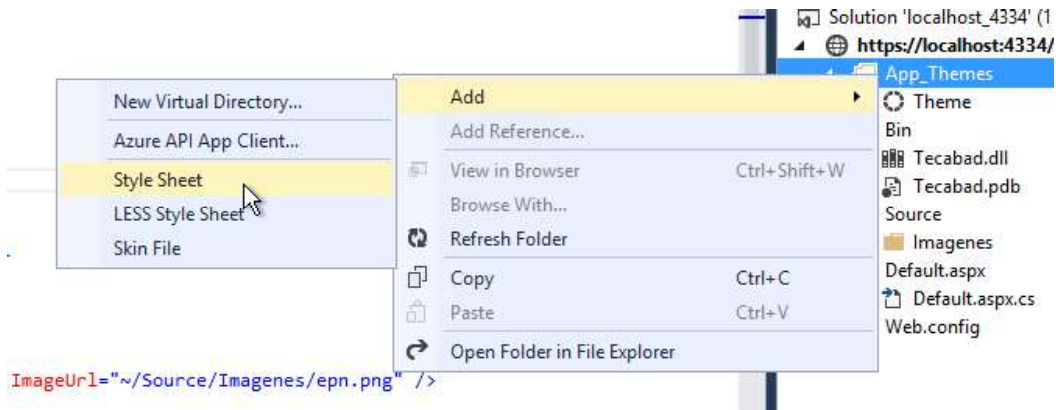 Solution 'localhost_4334' (1
https://localhost:4334/
App_Themes
Theme
Bin
Tecabad.dll
Tecabad.pdb
Source
Imagenes
Default.aspx
Default.aspx.cs
Web.config
Add
Add Reference...
View in Browser Ctrl+Shift+W
Browse With...
Refresh Folder
Copy Ctrl+C
Paste Ctrl+V
Open Folder in File Explorer
New Virtual Directory...
Azure API App Client...
Style Sheet
LESS Style Sheet
Skin File
ImageUrl="~/Source/Imagenes/epn.png" />